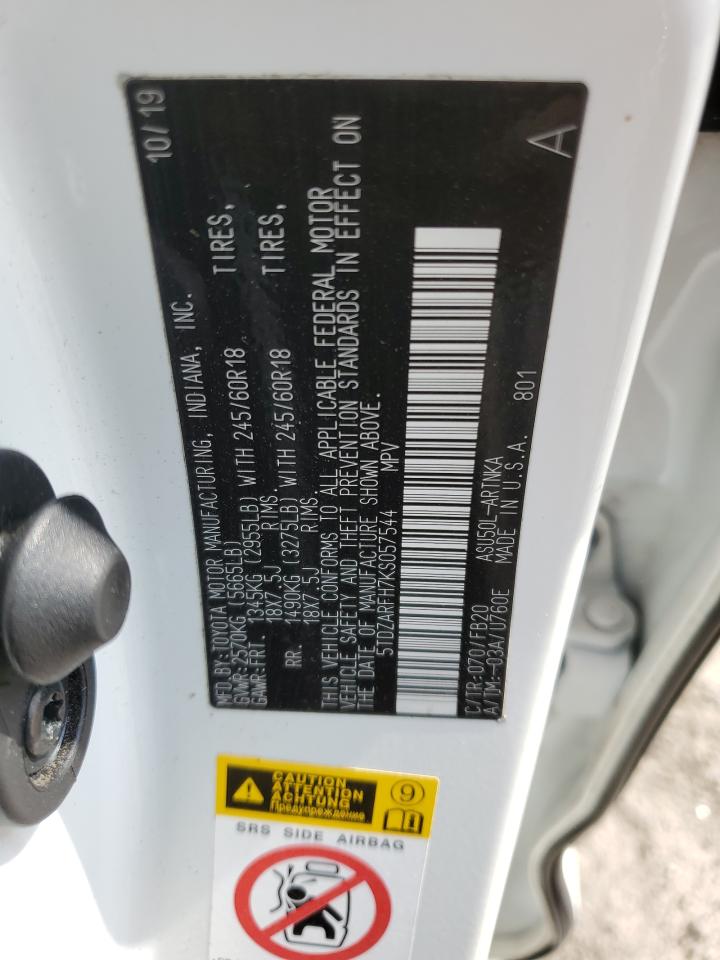 MFD.BY:TOYOTA MOTOR MANUFACTURING, INDIANA, INC. 10/19
GVWR:2570KG (5665LB)
GAWR:FRT. 1345KG (2955LB) WITH 245/60R18 TIRES,
18X7.5J RIMS.
RR. 1490KG (3275LB) WITH 245/60R18 TIRES,
18X7.5J RIMS.
THIS VEHICLE CONFORMS TO ALL APPLICABLE FEDERAL MOTOR
VEHICLE SAFETY AND THEFT PREVENTION STANDARDS IN EFFECT ON
THE DATE OF MANUFACTURE SHOWN ABOVE.
5TDZARFH7KS057544 MPV
C/TR:070/FB20 ASU50L-ARTNKA 801
A/TM:-03A/U760E MADE IN U.S.A. A
CAUTION
ATTENTION
ACHTUNG
Предупреждение
9
SRS SIDE AIRBAG